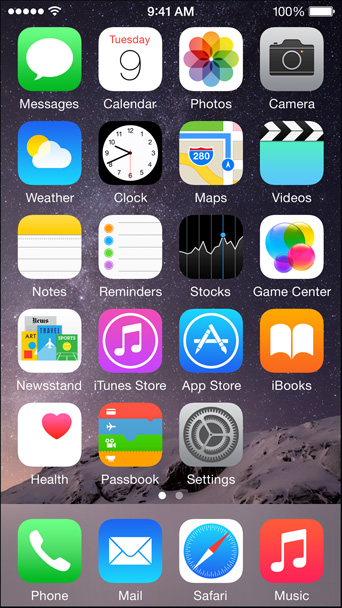 9:41 AM 100%
Tuesday
9
Messages Calendar Photos Camera
280
Weather Clock Maps Videos
Notes Reminders Stocks Game Center
News
ART TRAVEL SPORTS
Newsstand iTunes Store App Store iBooks
Health Passbook Settings
Phone Mail Safari Music